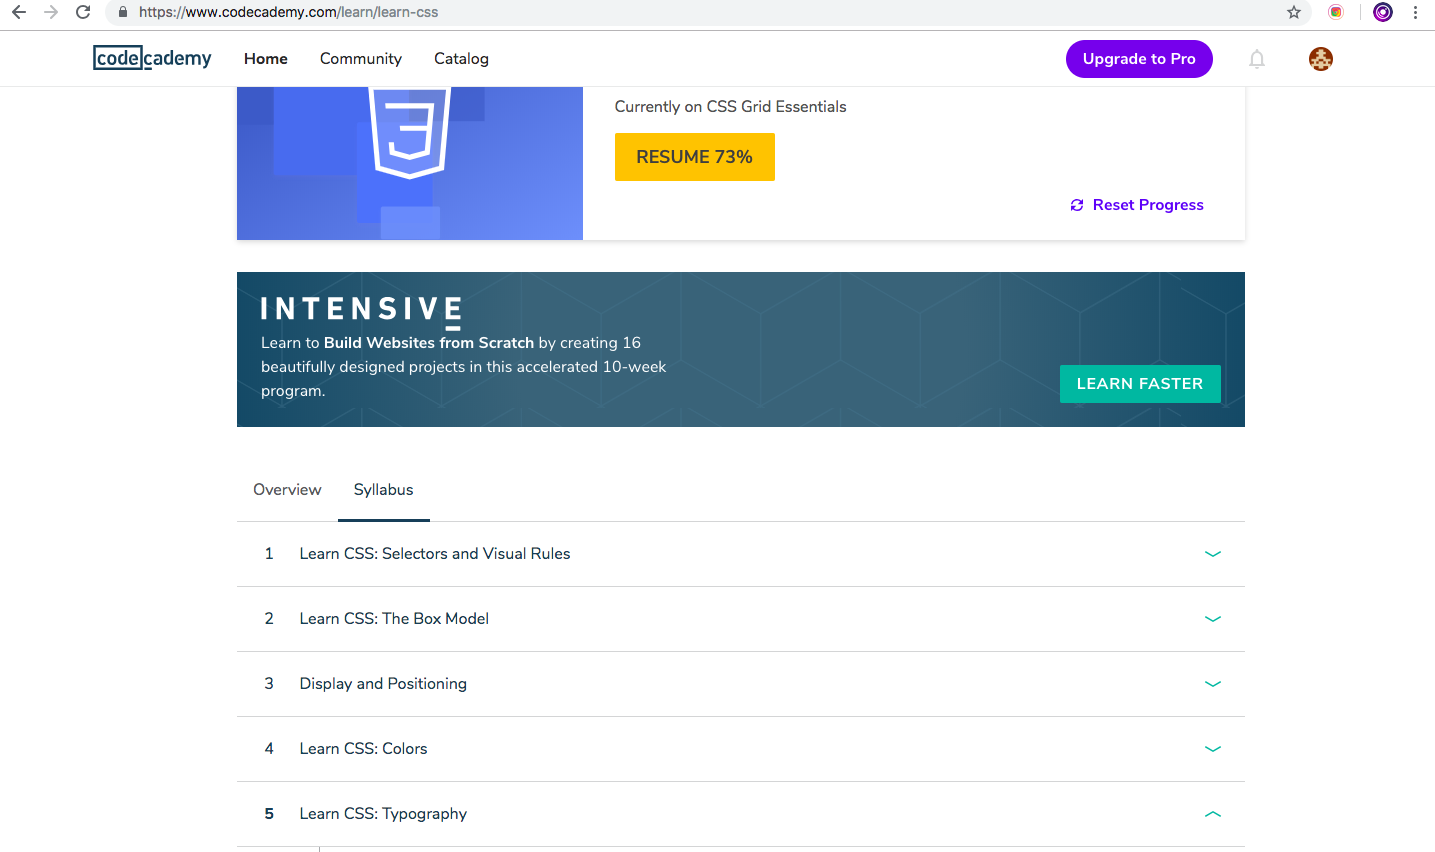 https://www.codecademy.com/learn/learn-css
codecademy
Home
Community
Catalog
Upgrade to Pro
Currently on CSS Grid Essentials
RESUME 73%
Reset Progress
INTENSIVE
Learn to Build Websites from Scratch by creating 16
beautifully designed projects in this accelerated 10-week
program.
LEARN FASTER
Overview
Syllabus
1 Learn CSS: Selectors and Visual Rules
2 Learn CSS: The Box Model
3 Display and Positioning
4 Learn CSS: Colors
5 Learn CSS: Typography